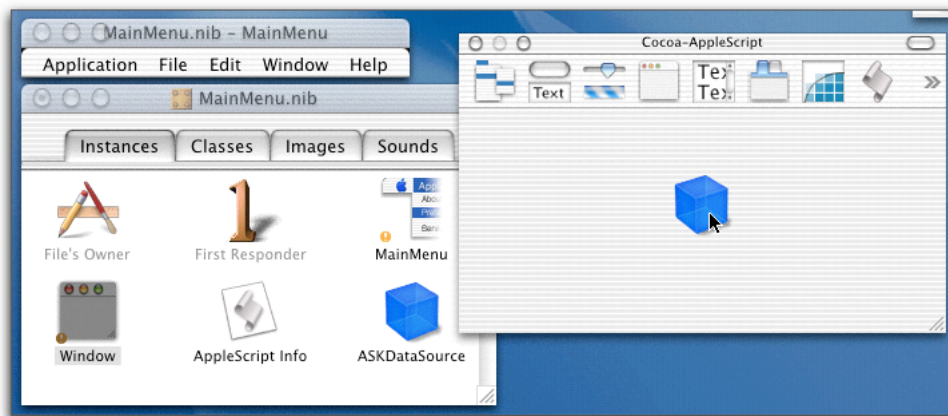 MainMenu.nib – MainMenu
Application File Edit Window Help
MainMenu.nib
Instances Classes Images Sounds
File's Owner First Responder MainMenu
Window AppleScript Info ASKDataSource
Cocoa-AppleScript
Text